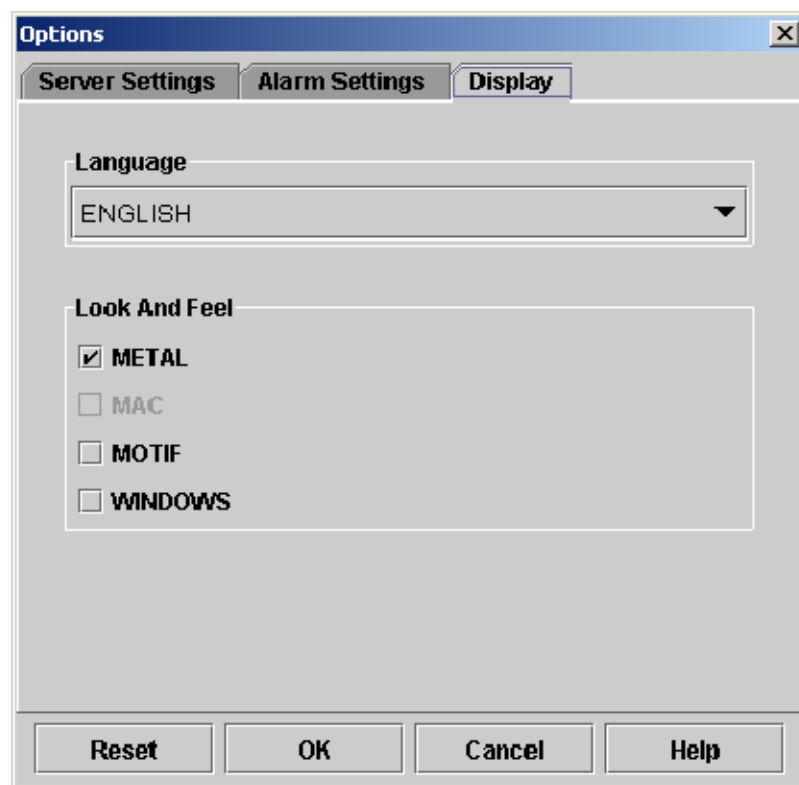 Options
Server Settings Alarm Settings Display
Language
ENGLISH
Look And Feel
METAL
MAC
MOTIF
WINDOWS
Reset OK Cancel Help